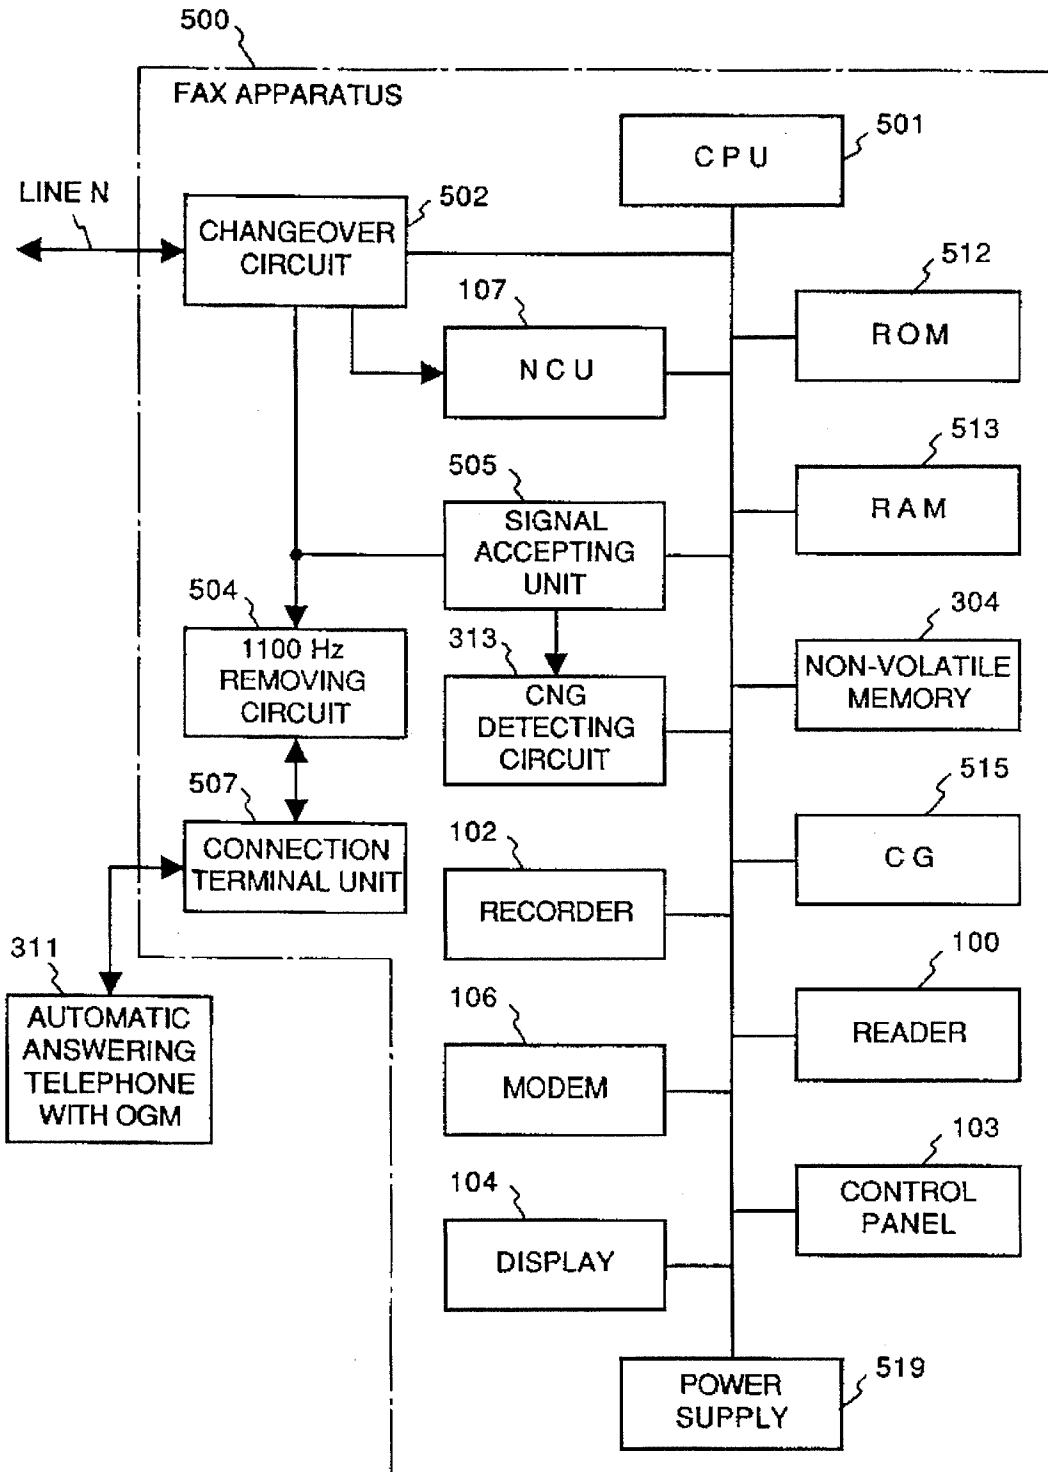 500
FAX APPARATUS
CPU
501
LINE N
CHANGEOVER
CIRCUIT
502
107
NCU
512
ROM
505
SIGNAL
ACCEPTING
UNIT
513
RAM
504
1100 Hz
REMOVING
CIRCUIT
313
CNG
DETECTING
CIRCUIT
304
NON-VOLATILE
MEMORY
507
CONNECTION
TERMINAL UNIT
102
RECORDER
515
CG
311
AUTOMATIC
ANSWERING
TELEPHONE
WITH OGM
106
MODEM
100
READER
104
DISPLAY
103
CONTROL
PANEL
POWER
SUPPLY
519